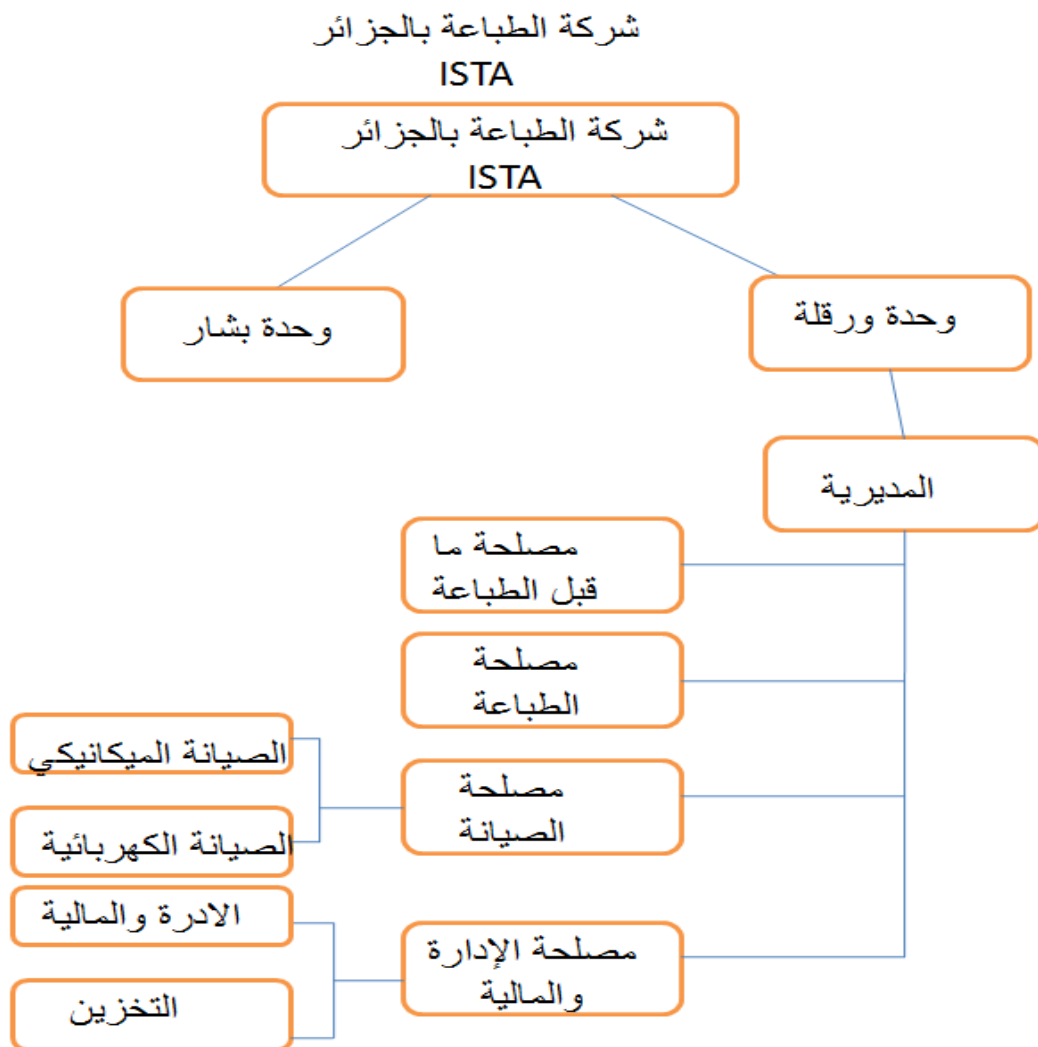 شركة الطباعة بالجزائر
ISTA
شركة الطباعة بالجزائر
ISTA
وحدة ورقلة
وحدة بشار
المديرية
مصلحة ما
قبل الطباعة
مصلحة
الطباعة
مصلحة
الصيانة
الصيانة الميكانيكي
الصيانة الكهربائية
مصلحة الإدارة
والمالية
الادرة والمالية
التخزين